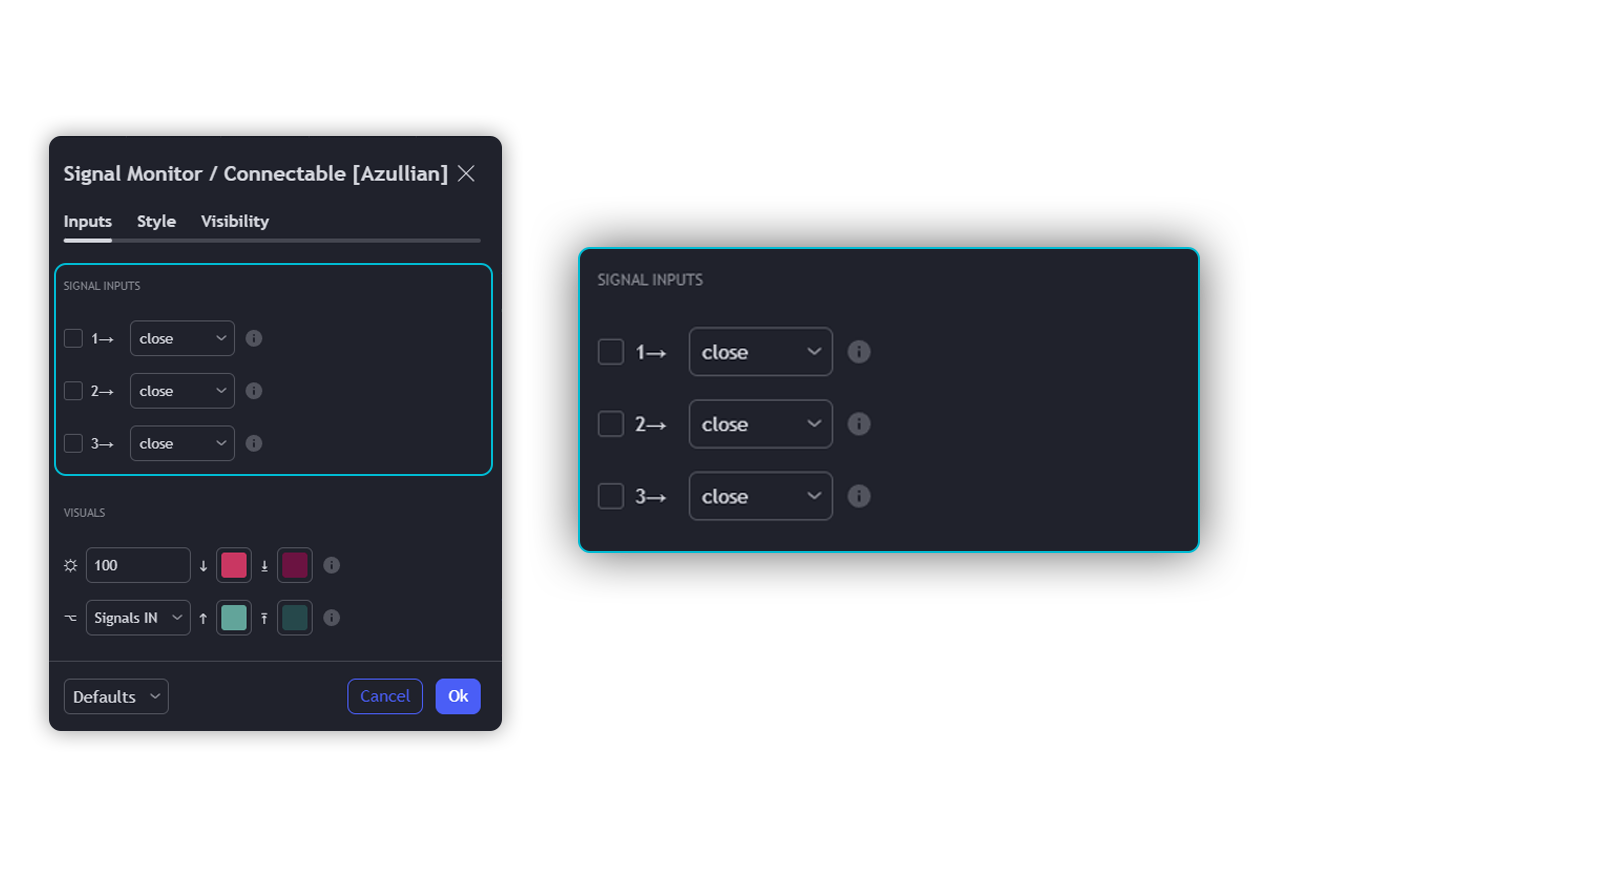 Signal Monitor / Connectable [Azullian]
Inputs Style Visibility
SIGNAL INPUTS
1→ close
2→ close
3→ close
VISUALS
100 ↓ ↧
Signals IN ↑ ↥
Defaults Cancel Ok
SIGNAL INPUTS
1→ close
2→ close
3→ close